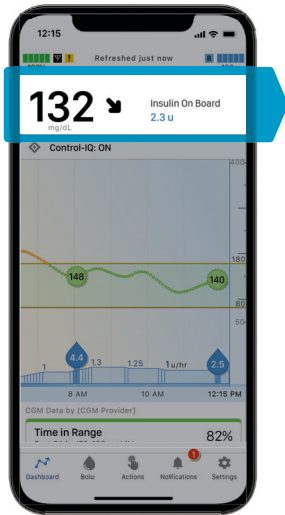 12:15
Refreshed just now
B
132
mg/dL
Insulin On Board
2.3 u
Control-IQ: ON
400
180
148
140
80
50
4.4
1
1.3
1.25
1 u/hr
2.5
8 AM
10 AM
12:15 PM
CGM Data by [CGM Provider]
Time in Range
82%
1
Dashboard
Bolu
Actions
Notifications
Settings